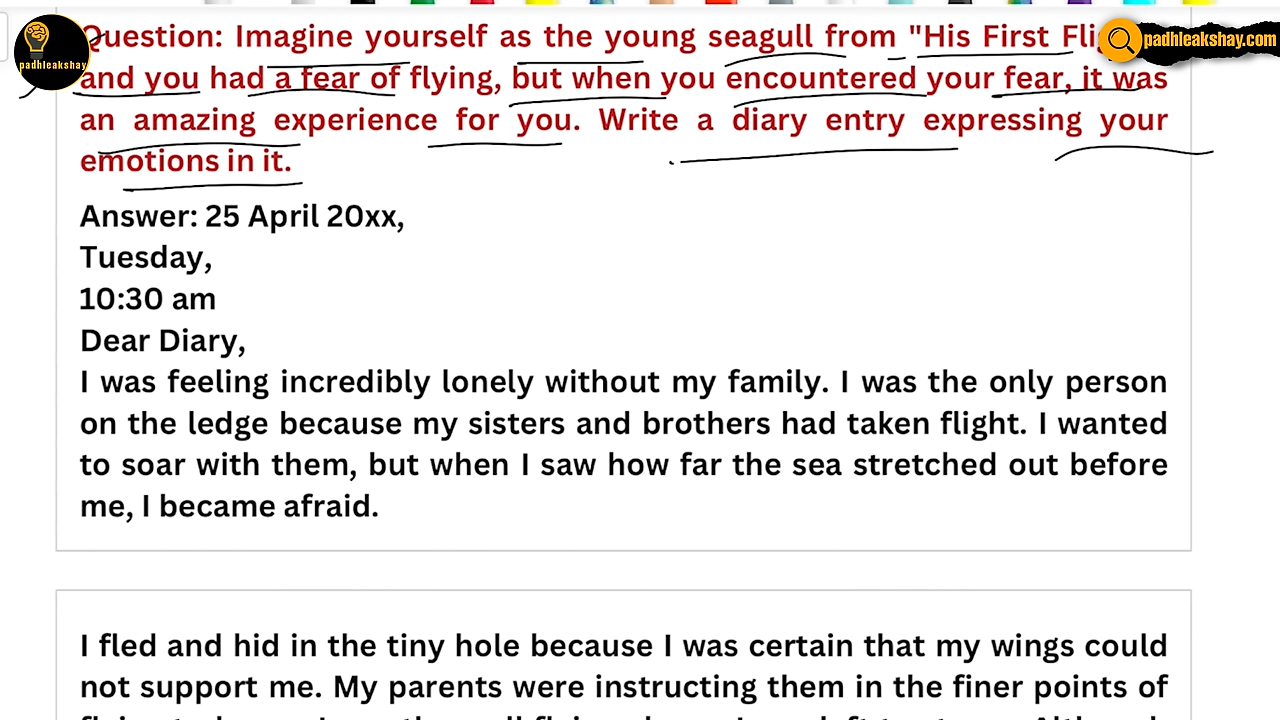 padhleakshay
padhleakshay.com
Question: Imagine yourself as the young seagull from "His First
and you had a fear of flying, but when you encountered your fear, it was
an amazing experience for you. Write a diary entry expressing your
emotions in it.
Answer: 25 April 20xx,
Tuesday,
10:30 am
Dear Diary,
I was feeling incredibly lonely without my family. I was the only person
on the ledge because my sisters and brothers had taken flight. I wanted
to soar with them, but when I saw how far the sea stretched out before
me, I became afraid.
I fled and hid in the tiny hole because I was certain that my wings could
not support me. My parents were instructing them in the finer points of